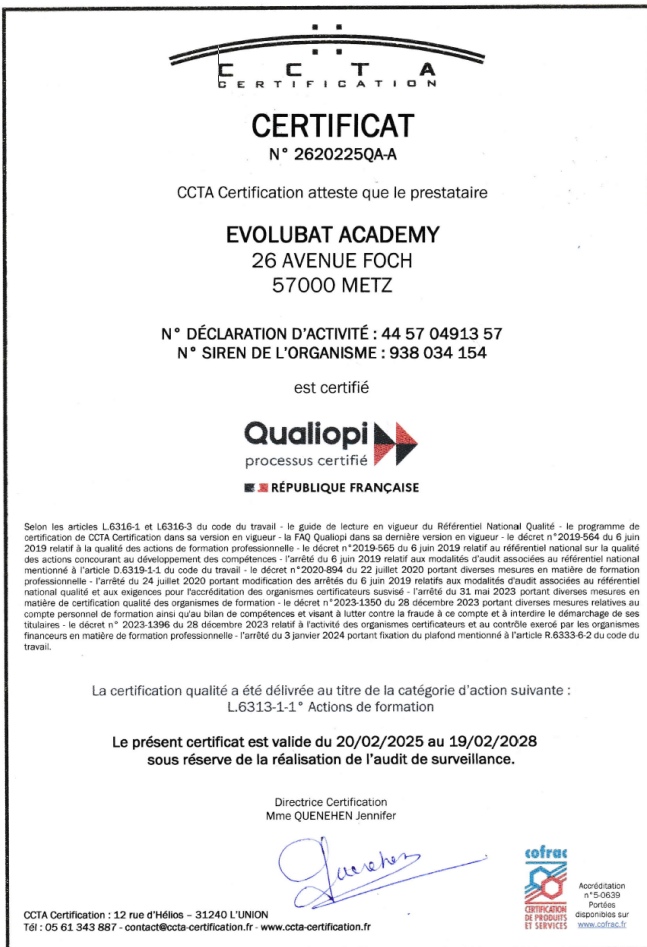 CCTA
CERTIFICATION
CERTIFICAT
N° 2620225QA-A
CCTA Certification atteste que le prestataire
EVOLUBAT ACADEMY
26 AVENUE FOCH
57000 METZ
N° DÉCLARATION D'ACTIVITÉ : 44 57 04913 57
N° SIREN DE L'ORGANISME : 938 034 154
est certifié
Qualiopi
processus certifié
RÉPUBLIQUE FRANÇAISE
Selon les articles L.6316-1 et L6316-3 du code du travail - le guide de lecture en vigueur du Référentiel National Qualité - le programme de
certification de CCTA Certification dans sa version en vigueur - la FAQ Qualiopi dans sa dernière version en vigueur - le décret n°2019-564 du 6 juin
2019 relatif à la qualité des actions de formation professionnelle - le décret n°2019-565 du 6 juin 2019 relatif au référentiel national sur la qualité
des actions concourant au développement des compétences - l'arrêté du 6 juin 2019 relatif aux modalités d'audit associées au référentiel national
mentionné à l'article D.6319-1-1 du code du travail - le décret n°2020-894 du 22 juillet 2020 portant diverses mesures en matière de formation
professionnelle - l'arrêté du 24 juillet 2020 portant modification des arrêtés du 6 juin 2019 relatifs aux modalités d'audit associées au référentiel
national qualité et aux exigences pour l'accréditation des organismes certificateurs susvisé - l'arrêté du 31 mai 2023 portant diverses mesures en
matière de certification qualité des organismes de formation - le décret n°2023-1350 du 28 décembre 2023 portant diverses mesures relatives au
compte personnel de formation ainsi qu'au bilan de compétences et visant à lutter contre la fraude à ce compte et à interdire le démarchage de ses
titulaires - le décret n° 2023-1396 du 28 décembre 2023 relatif à l'activité des organismes certificateurs et au contrôle exercé par les organismes
financeurs en matière de formation professionnelle - l'arrêté du 3 janvier 2024 portant fixation du plafond mentionné à l'article R.6333-6-2 du code du
travail.
La certification qualité a été délivrée au titre de la catégorie d'action suivante :
L.6313-1-1° Actions de formation
Le présent certificat est valide du 20/02/2025 au 19/02/2028
sous réserve de la réalisation de l'audit de surveillance.
Directrice Certification
Mme QUENEHEN Jennifer
Quenehen
cofrac
CERTIFICATION
DE PRODUITS
ET SERVICES
Accréditation
n°5-0639
Portées
disponibles sur
www.cofrac.fr
CCTA Certification : 12 rue d'Hélios – 31240 L'UNION
Tél : 05 61 343 887 - contact@ccta-certification.fr - www.ccta-certification.fr